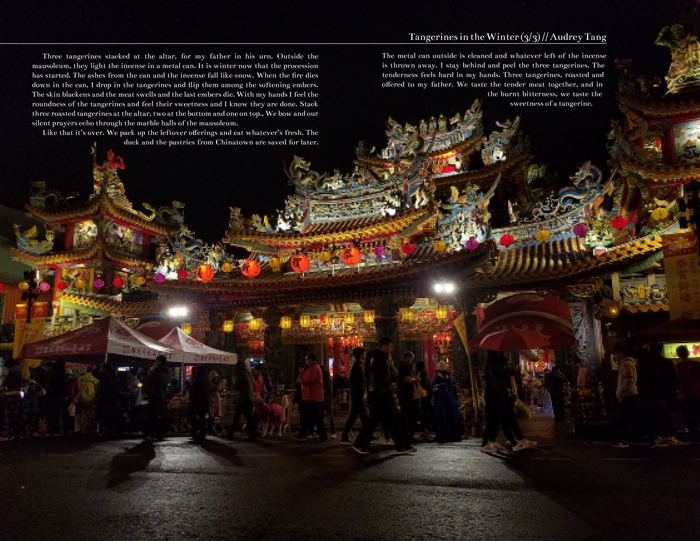 Tangerines in the Winter (3/3) // Audrey Tang
Three tangerines stacked at the altar, for my father in his urn. Outside the
mausoleum, they light the incense in a metal can. It is winter now that the procession
has started. The ashes from the can and the incense fall like snow. When the fire dies
down in the can, I drop in the tangerines and flip them among the softening embers.
The skin blackens and the meat swells and the last embers die. With my hands I feel the
roundness of the tangerines and feel their sweetness and I know they are done. Stack
three roasted tangerines at the altar, two at the bottom and one on top.. We bow and our
silent prayers echo through the marble halls of the mausoleum.
Like that it's over. We pack up the leftover offerings and eat whatever's fresh. The
duck and the pastries from Chinatown are saved for later.
The metal can outside is cleaned and whatever left of the incense
is thrown away. I stay behind and peel the three tangerines. The
tenderness feels hard in my hands. Three tangerines, roasted and
offered to my father. We taste the tender meat together, and in
the burnt bitterness, we taste the
sweetness of a tangerine.